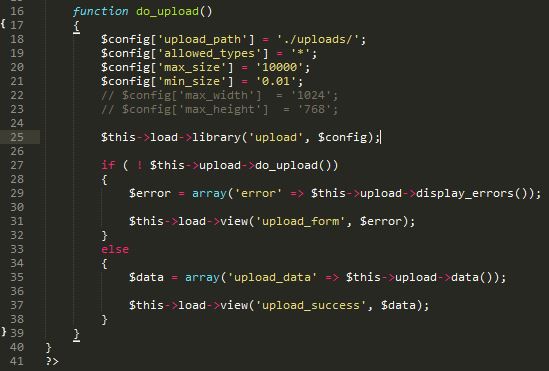 16 function do_upload()
{ 17 {
18 $config['upload_path'] = './uploads/';
19 $config['allowed_types'] = '*';
20 $config['max_size'] = '10000';
21 $config['min_size'] = '0.01';
22 // $config['max_width']  = '1024';
23 // $config['max_height']  = '768';
24
25 $this->load->library('upload', $config);
26
27 if ( ! $this->upload->do_upload())
28 {
29 $error = array('error' => $this->upload->display_errors());
30
31 $this->load->view('upload_form', $error);
32 }
33 else
34 {
35 $data = array('upload_data' => $this->upload->data());
36
37 $this->load->view('upload_success', $data);
38 }
} 39 }
40 }
41 ?>